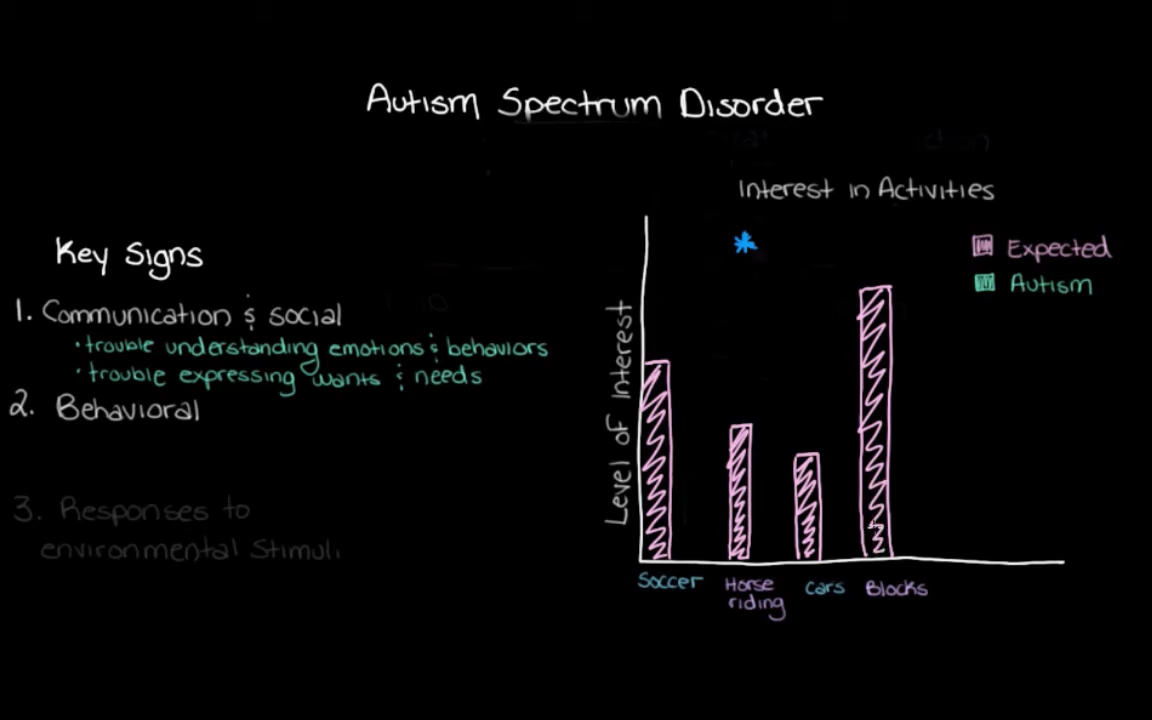 Autism Spectrum Disorder
Interest in Activities
Key Signs
Expected
Autism
1. Communication & social
• trouble understanding emotions & behaviors
• trouble expressing wants & needs
2. Behavioral
3. Responses to
environmental Stimuli
Level of Interest
Soccer
Horse
riding
Cars
Blocks